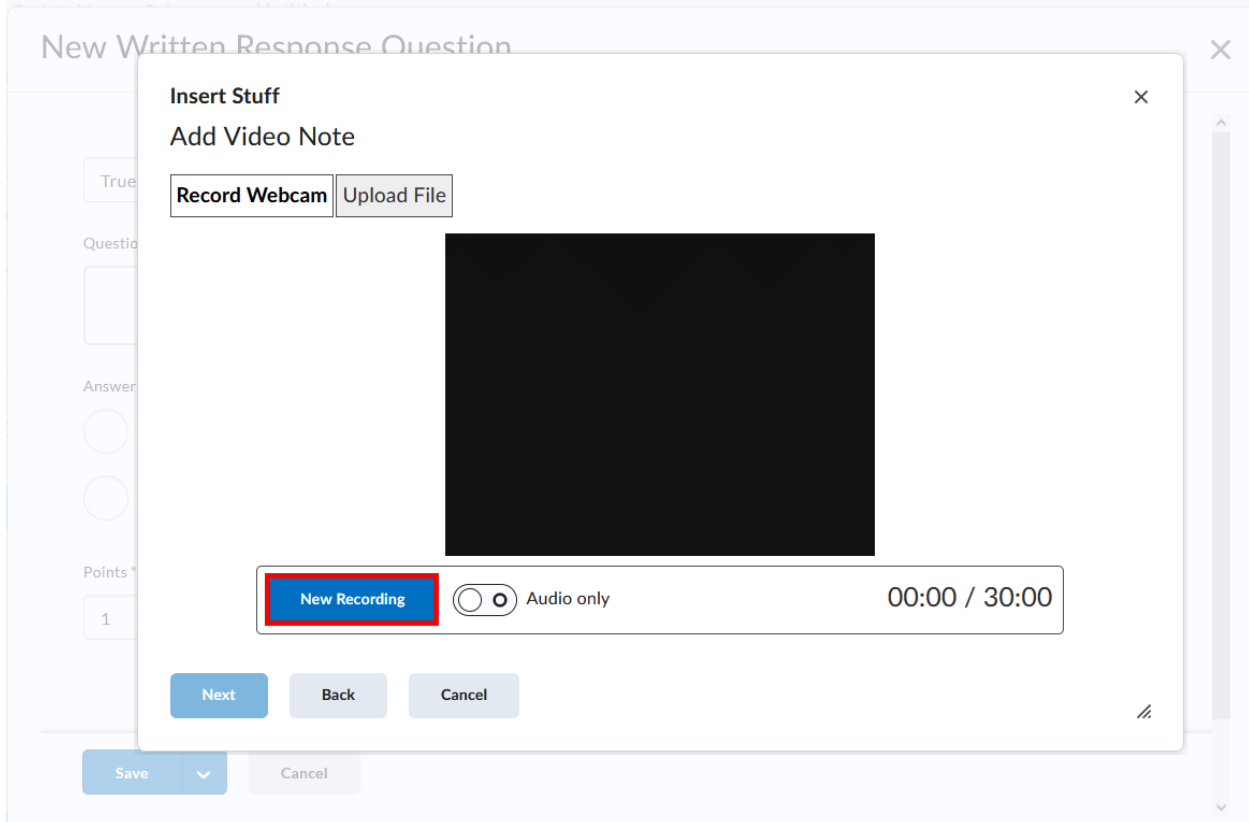 New Written Response Question
Insert Stuff
Add Video Note
Record Webcam Upload File
True
Questio
Answer
Points *
1
New Recording Audio only 00:00 / 30:00
Next Back Cancel
Save Cancel